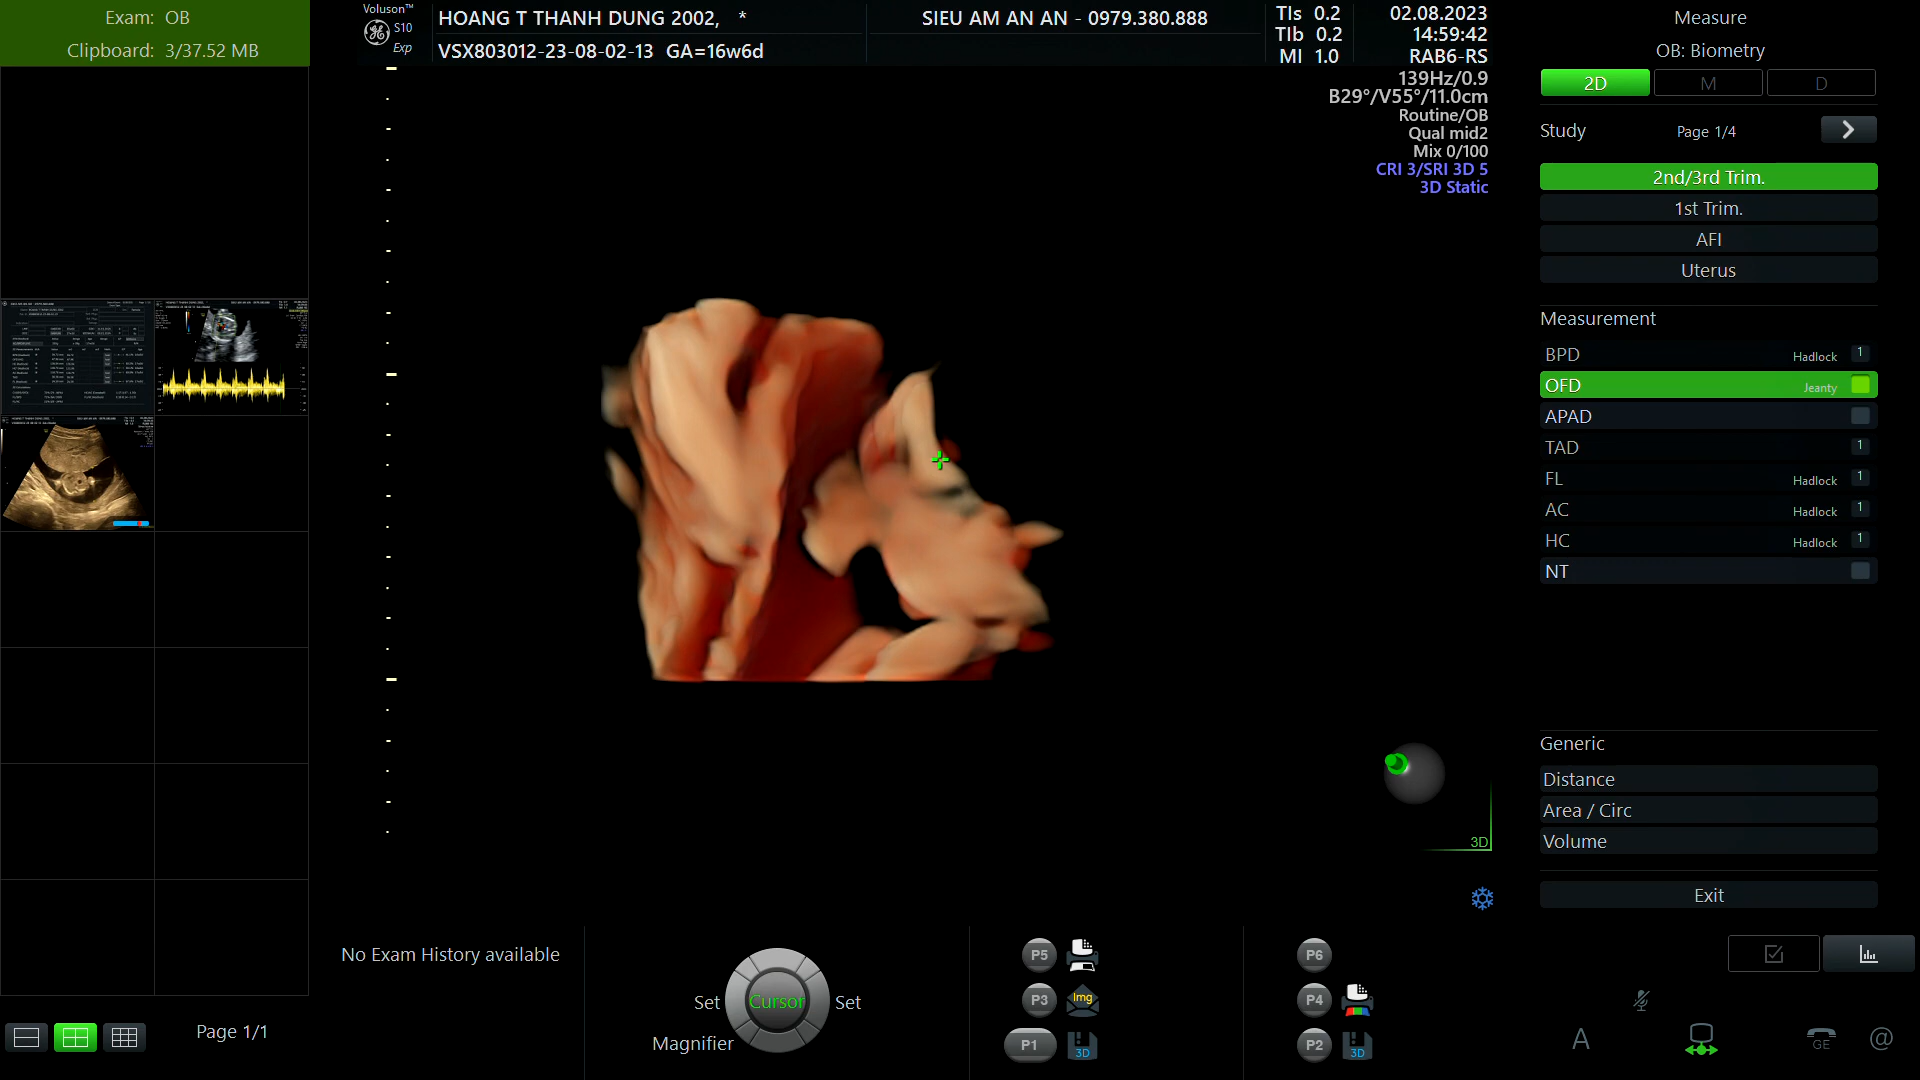 Exam: OB
Clipboard: 3/37.52 MB
Voluson™
S10
Exp
HOANG T THANH DUNG 2002, *
VSX803012-23-08-02-13 GA=16w6d
SIEU AM AN AN - 0979.380.888
TIs 0.2
TIb 0.2
MI 1.0
02.08.2023
14:59:42
RAB6-RS
139Hz/0.9
B29°/V55°/11.0cm
Routine/OB
Qual mid2
Mix 0/100
CRI 3/SRI 3D 5
3D Static
3D
Measure
OB: Biometry
2D M D
Study Page 1/4
2nd/3rd Trim.
1st Trim.
AFI
Uterus
Measurement
BPD Hadlock 1
OFD Jeanty
APAD
TAD 1
FL Hadlock 1
AC Hadlock 1
HC Hadlock 1
NT
Generic
Distance
Area / Circ
Volume
Exit
No Exam History available
Set Cursor Set
Magnifier
P5
P3 Img
P1 3D
P6
P4
P2 3D
A GE @
Page 1/1